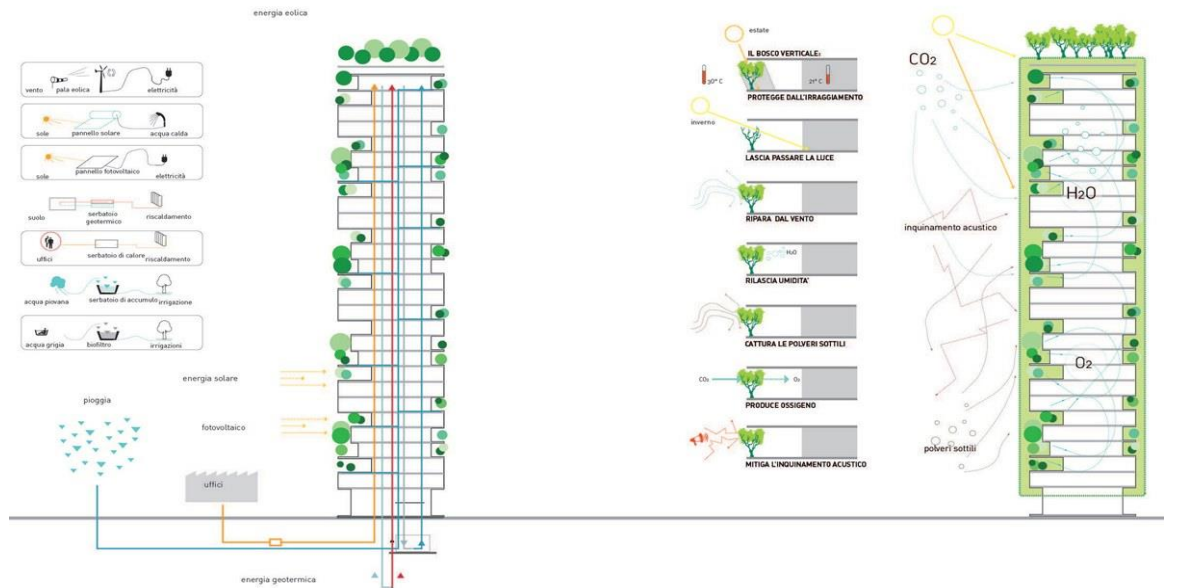 energia eolica
vento
pala eolica
elettricità
sole
pannello solare
acqua calda
sole
pannello fotovoltaico
elettricità
suolo
serbatoio
geotermico
riscaldamento
uffici
serbatoio di calore
riscaldamento
acqua piovana
serbatoio di accumulo
irrigazione
acqua grigia
biofiltro
irrigazioni
energia solare
pioggia
fotovoltaico
uffici
energia geotermica
estate
IL BOSCO VERTICALE:
30° C
21° C
PROTEGGE DALL'IRRAGGIAMENTO
inverno
LASCIA PASSARE LA LUCE
RIPARA DAL VENTO
H₂O
RILASCIA UMIDITA'
CATTURA LE POLVERI SOTTILI
CO₂
O₂
PRODUCE OSSIGENO
MITIGA L'INQUINAMENTO ACUSTICO
CO₂
H₂O
inquinamento acustico
O₂
polveri sottili